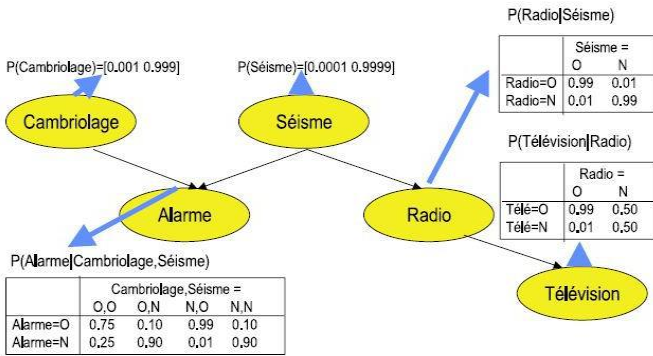 P(Radio|Séisme)
Séisme =
O N
Radio=O 0.99 0.01
Radio=N 0.01 0.99
P(Cambriolage)=[0.001 0.999]
P(Séisme)=[0.0001 0.9999]
Cambriolage
Séisme
P(Télévision|Radio)
Radio =
O N
Télé=O 0.99 0.50
Télé=N 0.01 0.50
Alarme
Radio
P(Alarme|Cambriolage,Séisme)
Cambriolage,Séisme =
O,O O,N N,O N,N
Alarme=O 0.75 0.10 0.99 0.10
Alarme=N 0.25 0.90 0.01 0.90
Télévision